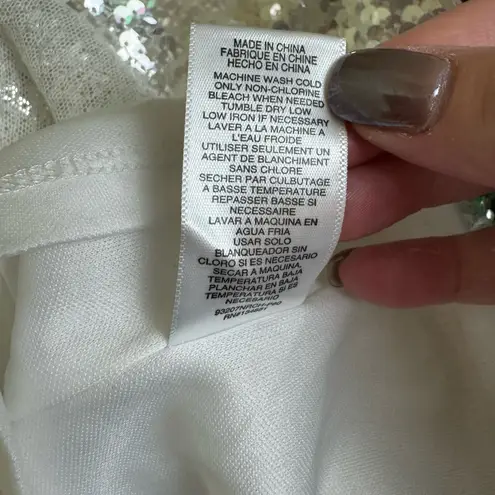 MADE IN CHINA
FABRIQUE EN CHINE
HECHO EN CHINA
MACHINE WASH COLD
ONLY NON-CHLORINE
BLEACH WHEN NEEDED
TUMBLE DRY LOW
LOW IRON IF NECESSARY
LAVER A LA MACHINE A
L'EAU FROIDE
UTILISER SEULEMENT UN
AGENT DE BLANCHIMENT
SANS CHLORE
SECHER PAR CULBUTAGE
A BASSE TEMPERATURE
REPASSER BASSE SI
NECESSAIRE
LAVAR A MAQUINA EN
AGUA FRIA
USAR SOLO
BLANQUEADOR SIN
CLORO SI ES NECESARIO
SECAR A MAQUINA,
TEMPERATURA BAJA
PLANCHAR EN BAJA
TEMPERATURA SI ES
NECESARIO